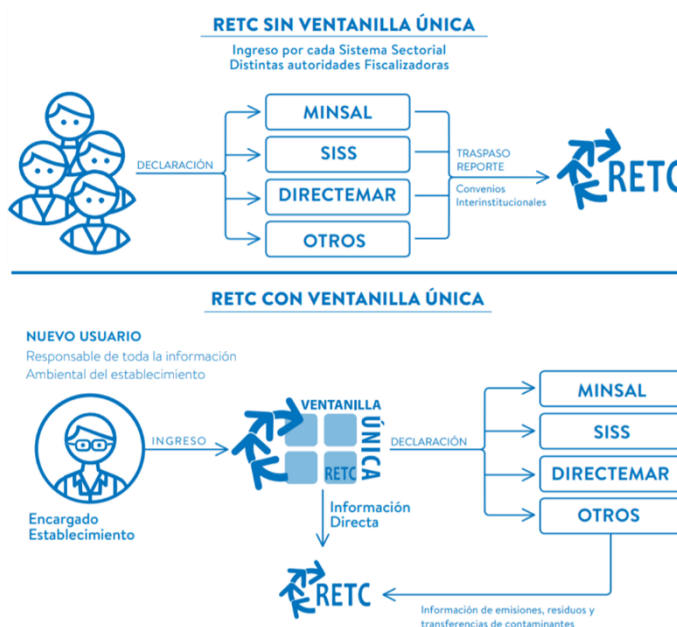 RETC SIN VENTANILLA ÚNICA
Ingreso por cada Sistema Sectorial
Distintas autoridades Fiscalizadoras
DECLARACIÓN
MINSAL
SISS
DIRECTEMAR
OTROS
TRASPASO
REPORTE
Convenios
Interinstitucionales
RETC
RETC CON VENTANILLA ÚNICA
NUEVO USUARIO
Responsable de toda la información
Ambiental del establecimiento
Encargado
Establecimiento
INGRESO
VENTANILLA
ÚNICA
RETC
DECLARACIÓN
MINSAL
SISS
DIRECTEMAR
OTROS
Información
Directa
RETC
Información de emisiones, residuos y
transferencias de contaminantes